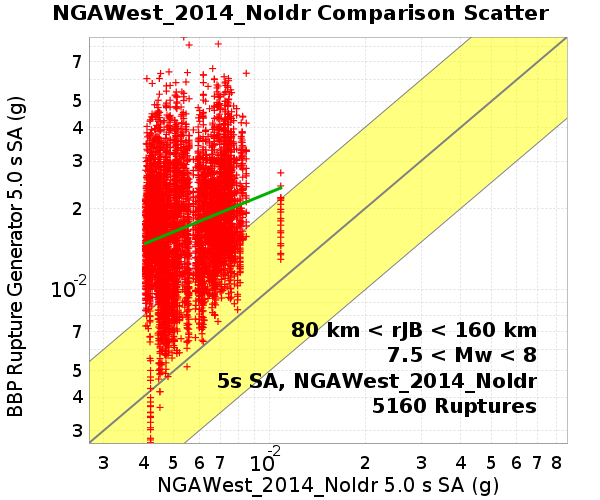 NGAWest_2014_NoIdr Comparison Scatter
BBP Rupture Generator 5.0 s SA (g)
7
5
4
3
2
10-2
7
5
4
3
80 km < rJB < 160 km
7.5 < Mw < 8
5s SA, NGAWest_2014_NoIdr
5160 Ruptures
3 4 5 6 7 10-2 2 3 4 5 6 7 8
NGAWest_2014_NoIdr 5.0 s SA (g)